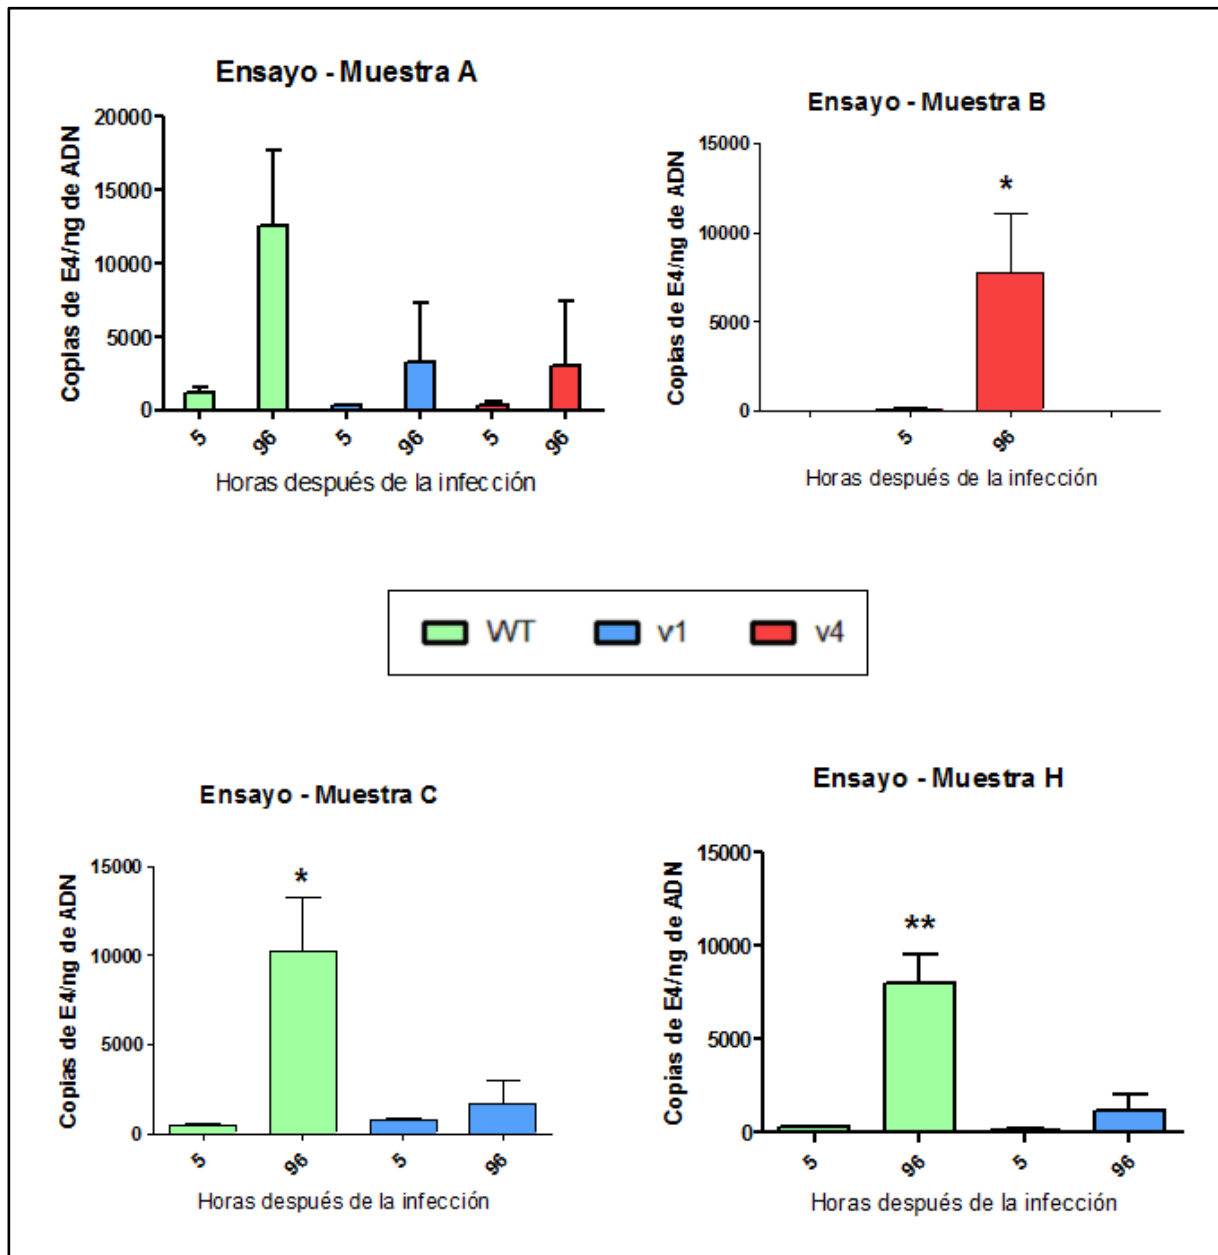 Ensayo - Muestra A
Copias de E4/ng de ADN
20000
15000
10000
5000
0
5
96
5
96
5
96
Horas después de la infección
Ensayo - Muestra B
Copias de E4/ng de ADN
15000
10000
5000
0
*
5
96
Horas después de la infección
WT
v1
v4
Ensayo - Muestra C
Copias de E4/ng de ADN
15000
10000
5000
0
*
5
96
5
96
Horas después de la infección
Ensayo - Muestra H
Copias de E4/ng de ADN
15000
10000
5000
0
**
5
96
5
96
Horas después de la infección